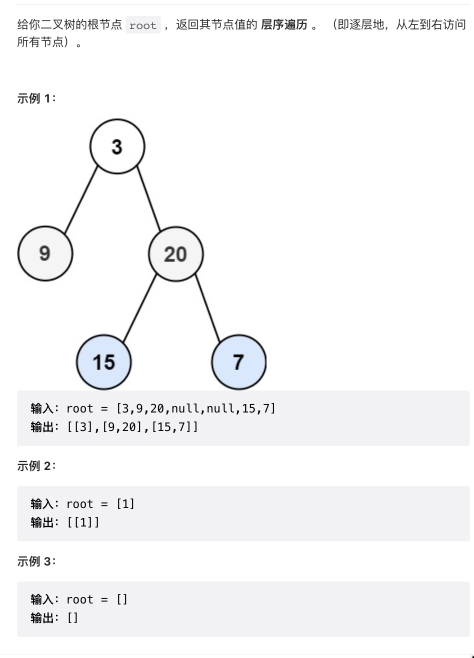 给你二叉树的根节点 root ，返回其节点值的 层序遍历 。 （即逐层地，从左到右访问
所有节点）。
示例 1：
3
9
20
15
7
输入：root = [3,9,20,null,null,15,7]
输出：[[3],[9,20],[15,7]]
示例 2：
输入：root = [1]
输出：[[1]]
示例 3：
输入：root = []
输出：[]